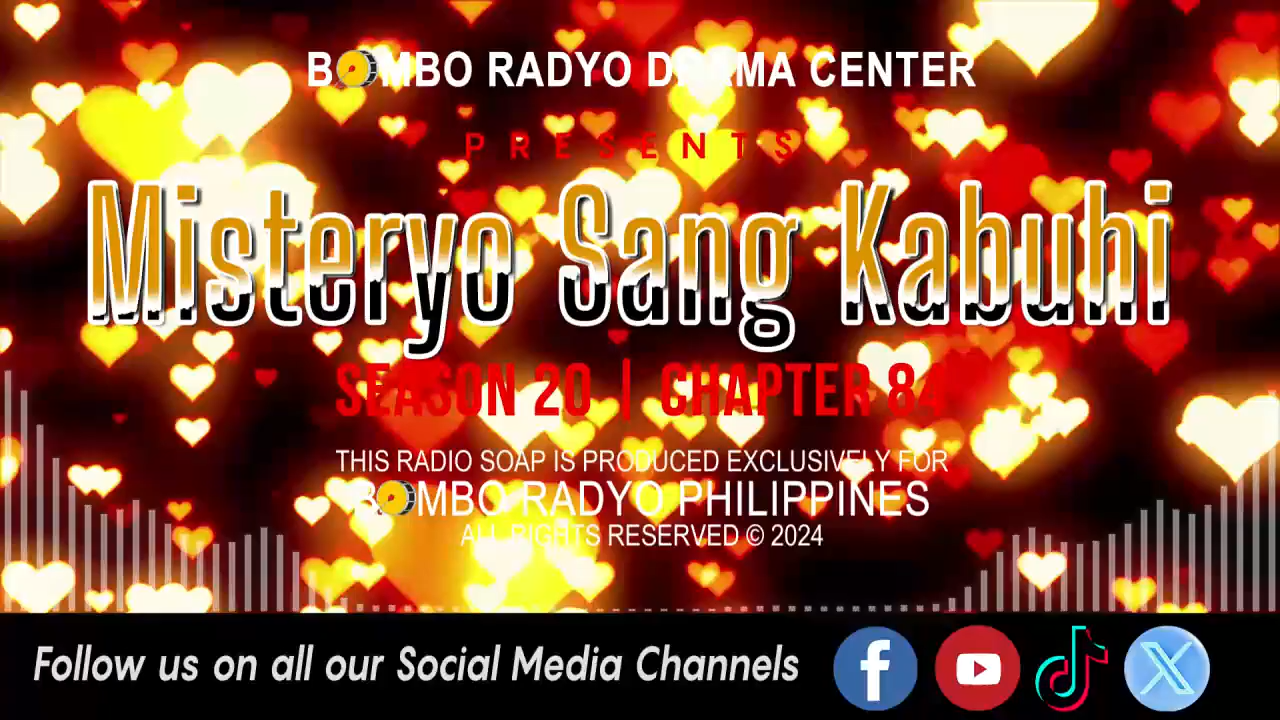 BOMBO RADYO DRAMA CENTER
PRESENTS
Misteryo Sang Kabuhi
SEASON 20 | CHAPTER 84
THIS RADIO SOAP IS PRODUCED EXCLUSIVELY FOR
BOMBO RADYO PHILIPPINES
ALL RIGHTS RESERVED © 2024
Follow us on all our Social Media Channels